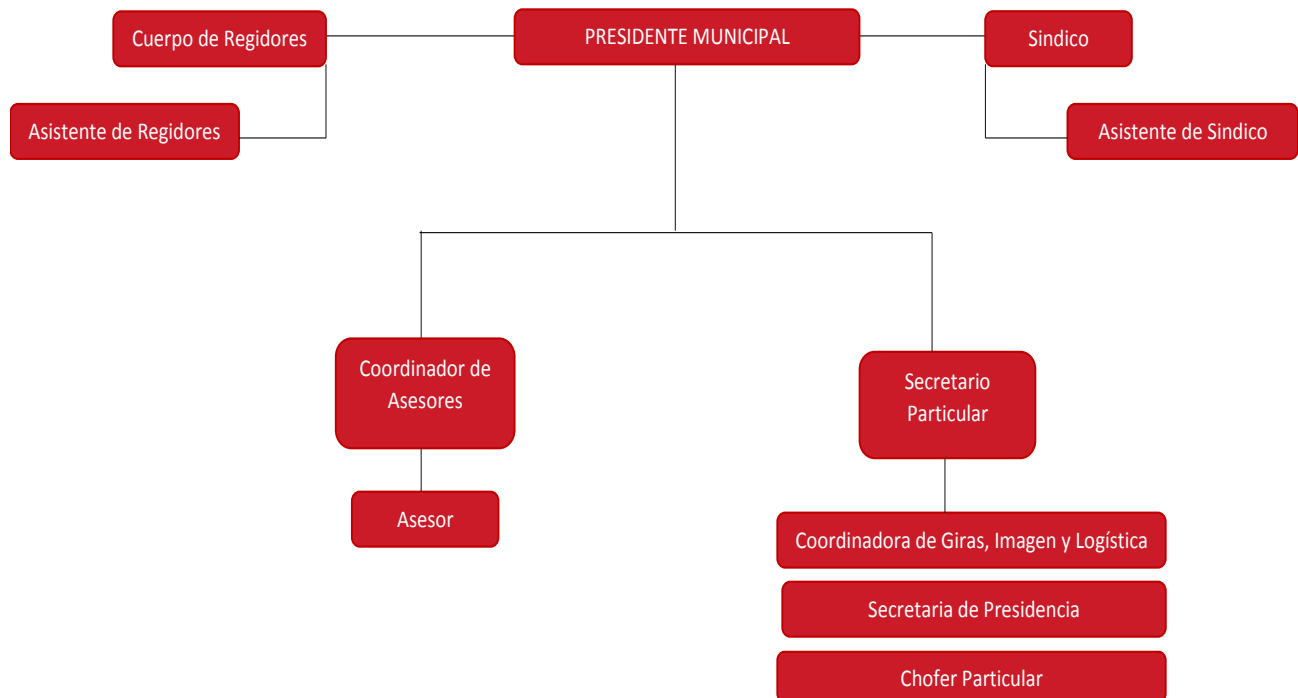 Cuerpo de Regidores
PRESIDENTE MUNICIPAL
Sindico
Asistente de Regidores
Asistente de Sindico
Coordinador de
Asesores
Secretario
Particular
Asesor
Coordinadora de Giras, Imagen y Logística
Secretaria de Presidencia
Chofer Particular